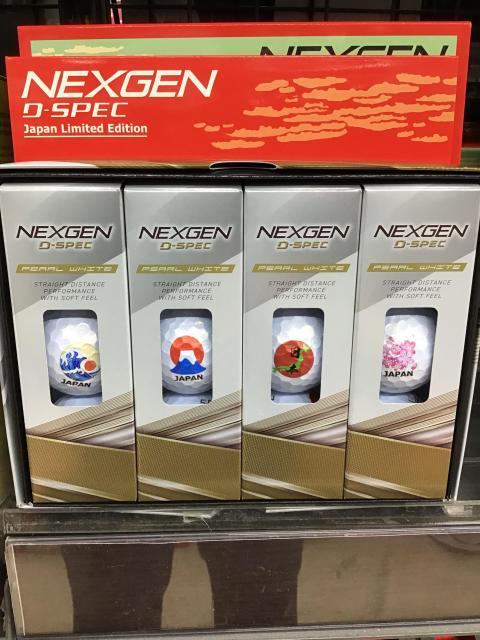 NEXGEN
NEXGEN
D-SPEC
Japan Limited Edition
NEXGEN
D-SPEC
PEARL WHITE
STRAIGHT DISTANCE
PERFORMANCE
WITH SOFT FEEL
JAPAN
NEXGEN
D-SPEC
PEARL WHITE
STRAIGHT DISTANCE
PERFORMANCE
WITH SOFT FEEL
JAPAN
NEXGEN
D-SPEC
PEARL WHITE
STRAIGHT DISTANCE
PERFORMANCE
WITH SOFT FEEL
NEXGEN
D-SPEC
PEARL WHITE
STRAIGHT DISTANCE
PERFORMANCE
WITH SOFT FEEL
JAPAN